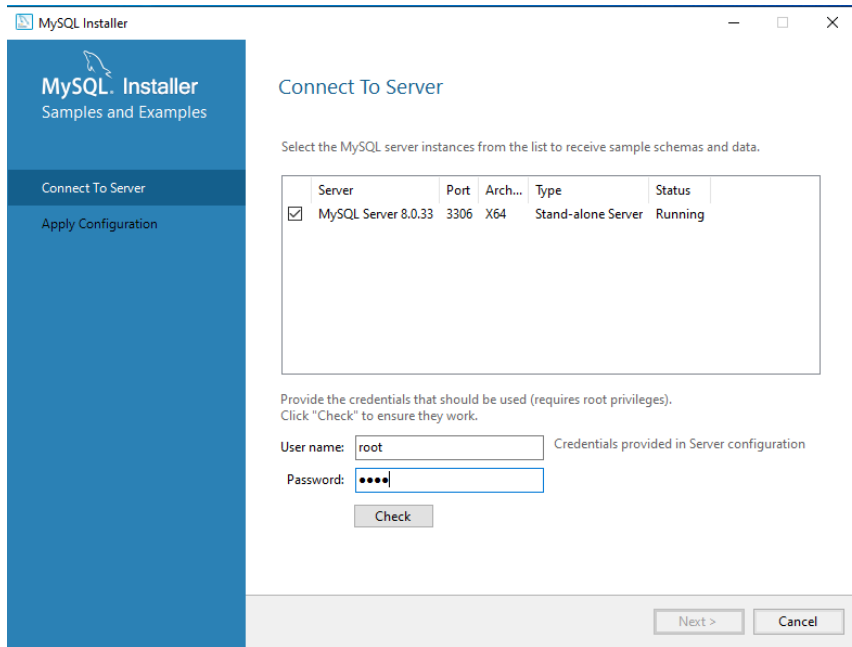 MySQL Installer
MySQL. Installer
Samples and Examples
Connect To Server
Apply Configuration
Connect To Server
Select the MySQL server instances from the list to receive sample schemas and data.
Server Port Arch... Type Status
MySQL Server 8.0.33 3306 X64 Stand-alone Server Running
Provide the credentials that should be used (requires root privileges).
Click "Check" to ensure they work.
User name: root Credentials provided in Server configuration
Password: ●●●●
Check
Next > Cancel